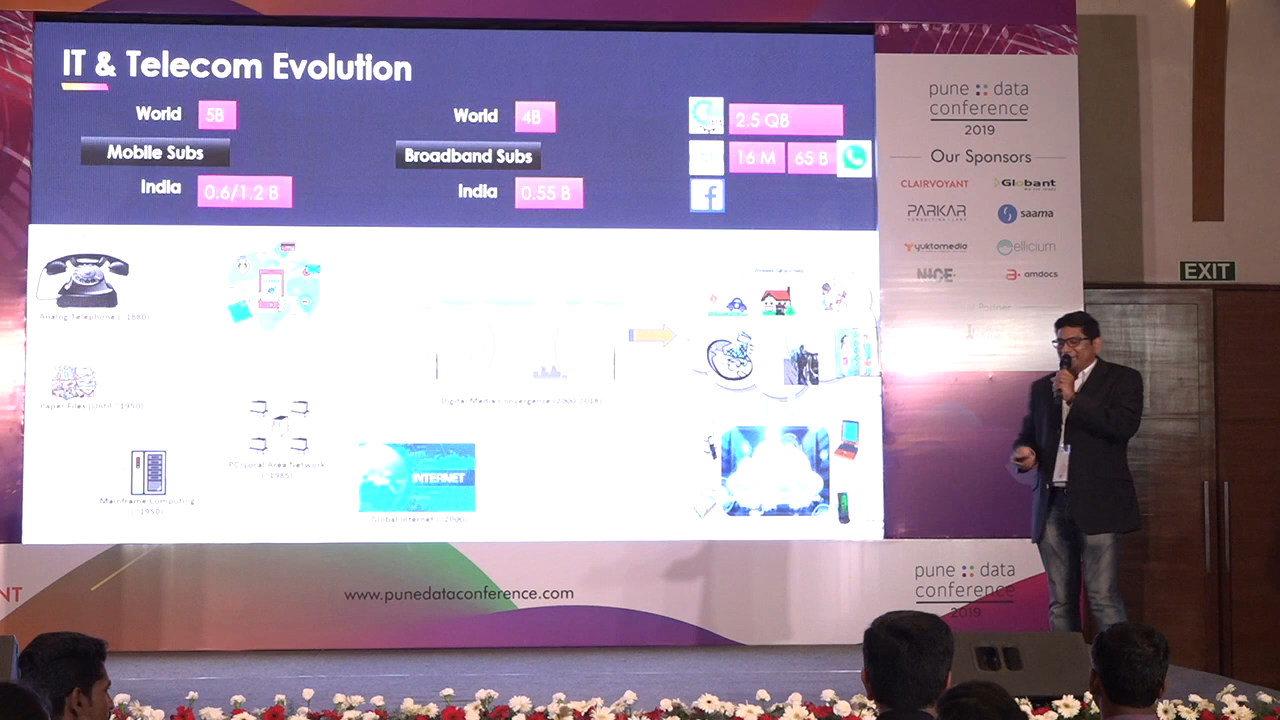 IT & Telecom Evolution
World 5B
Mobile Subs
India 0.6/1.2 B
World 4B
Broadband Subs
India 0.55 B
2.5 QB
16 M 65 B
f
Analog Telephone (~1880)
Paper Files (Until ~1950)
Mainframe Computing
(~1950)
PC/Local Area Network
(~1985)
INTERNET
Global Internet (~2000)
Digital Media Convergence (2000-2018)
pune data
conference
2019
Our Sponsors
CLAIRVOYANT
Globant
PARKAR
saama
yuktamedia
ellicium
NICE
amdocs
Partner
EXIT
www.punedataconference.com
pune data
conference
2019
NT